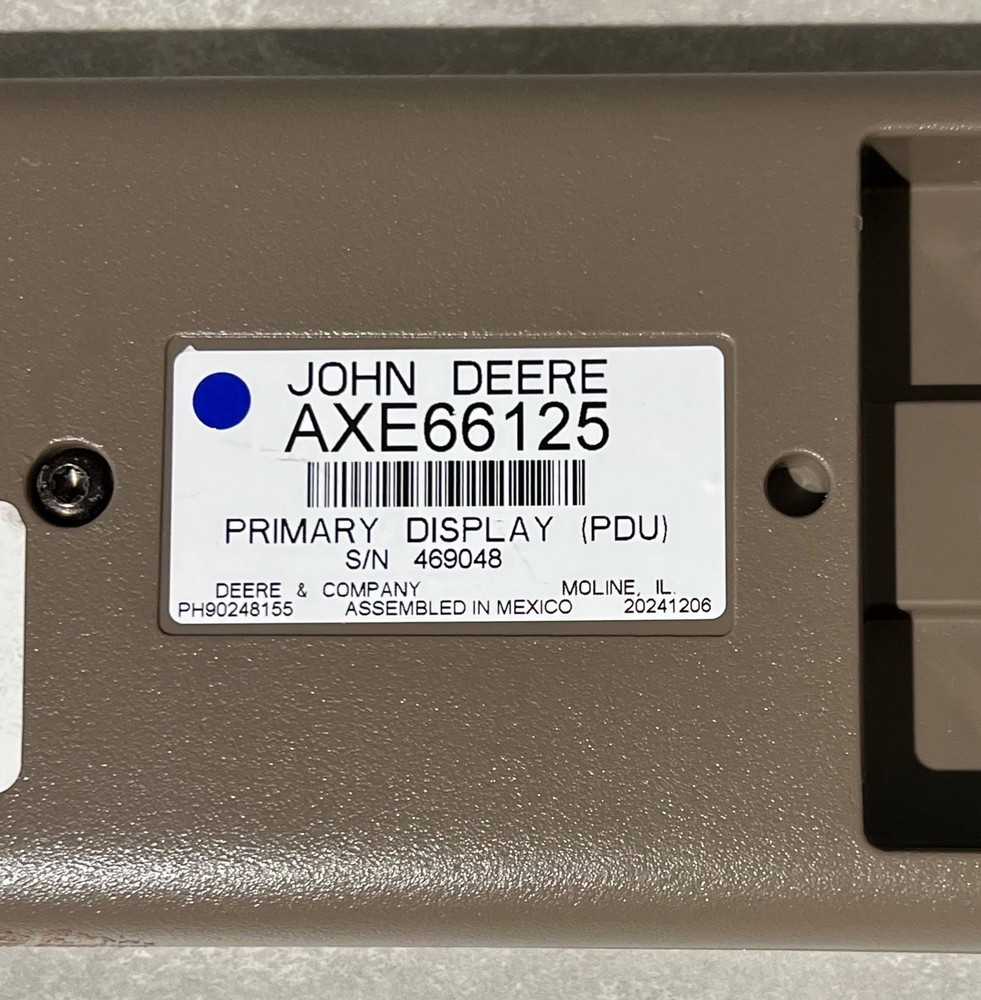 JOHN DEERE
AXE66125
PRIMARY DISPLAY (PDU)
S/N 469048
DEERE & COMPANY MOLINE, IL.
PH90248155 ASSEMBLED IN MEXICO 20241206